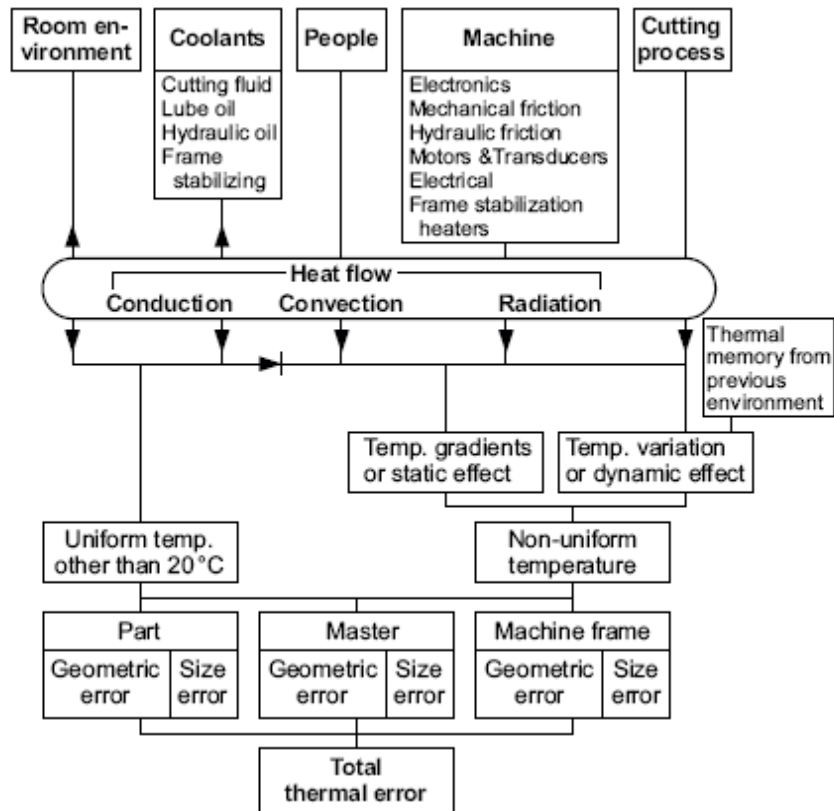 Room en-
vironment
Coolants
Cutting fluid
Lube oil
Hydraulic oil
Frame
stabilizing
People
Machine
Electronics
Mechanical friction
Hydraulic friction
Motors &Transducers
Electrical
Frame stabilization
heaters
Cutting
process
Heat flow
Conduction Convection Radiation
Thermal
memory from
previous
environment
Temp. gradients
or static effect
Temp. variation
or dynamic effect
Uniform temp.
other than 20°C
Non-uniform
temperature
Part
Geometric
error
Size
error
Master
Geometric
error
Size
error
Machine frame
Geometric
error
Size
error
Total
thermal error